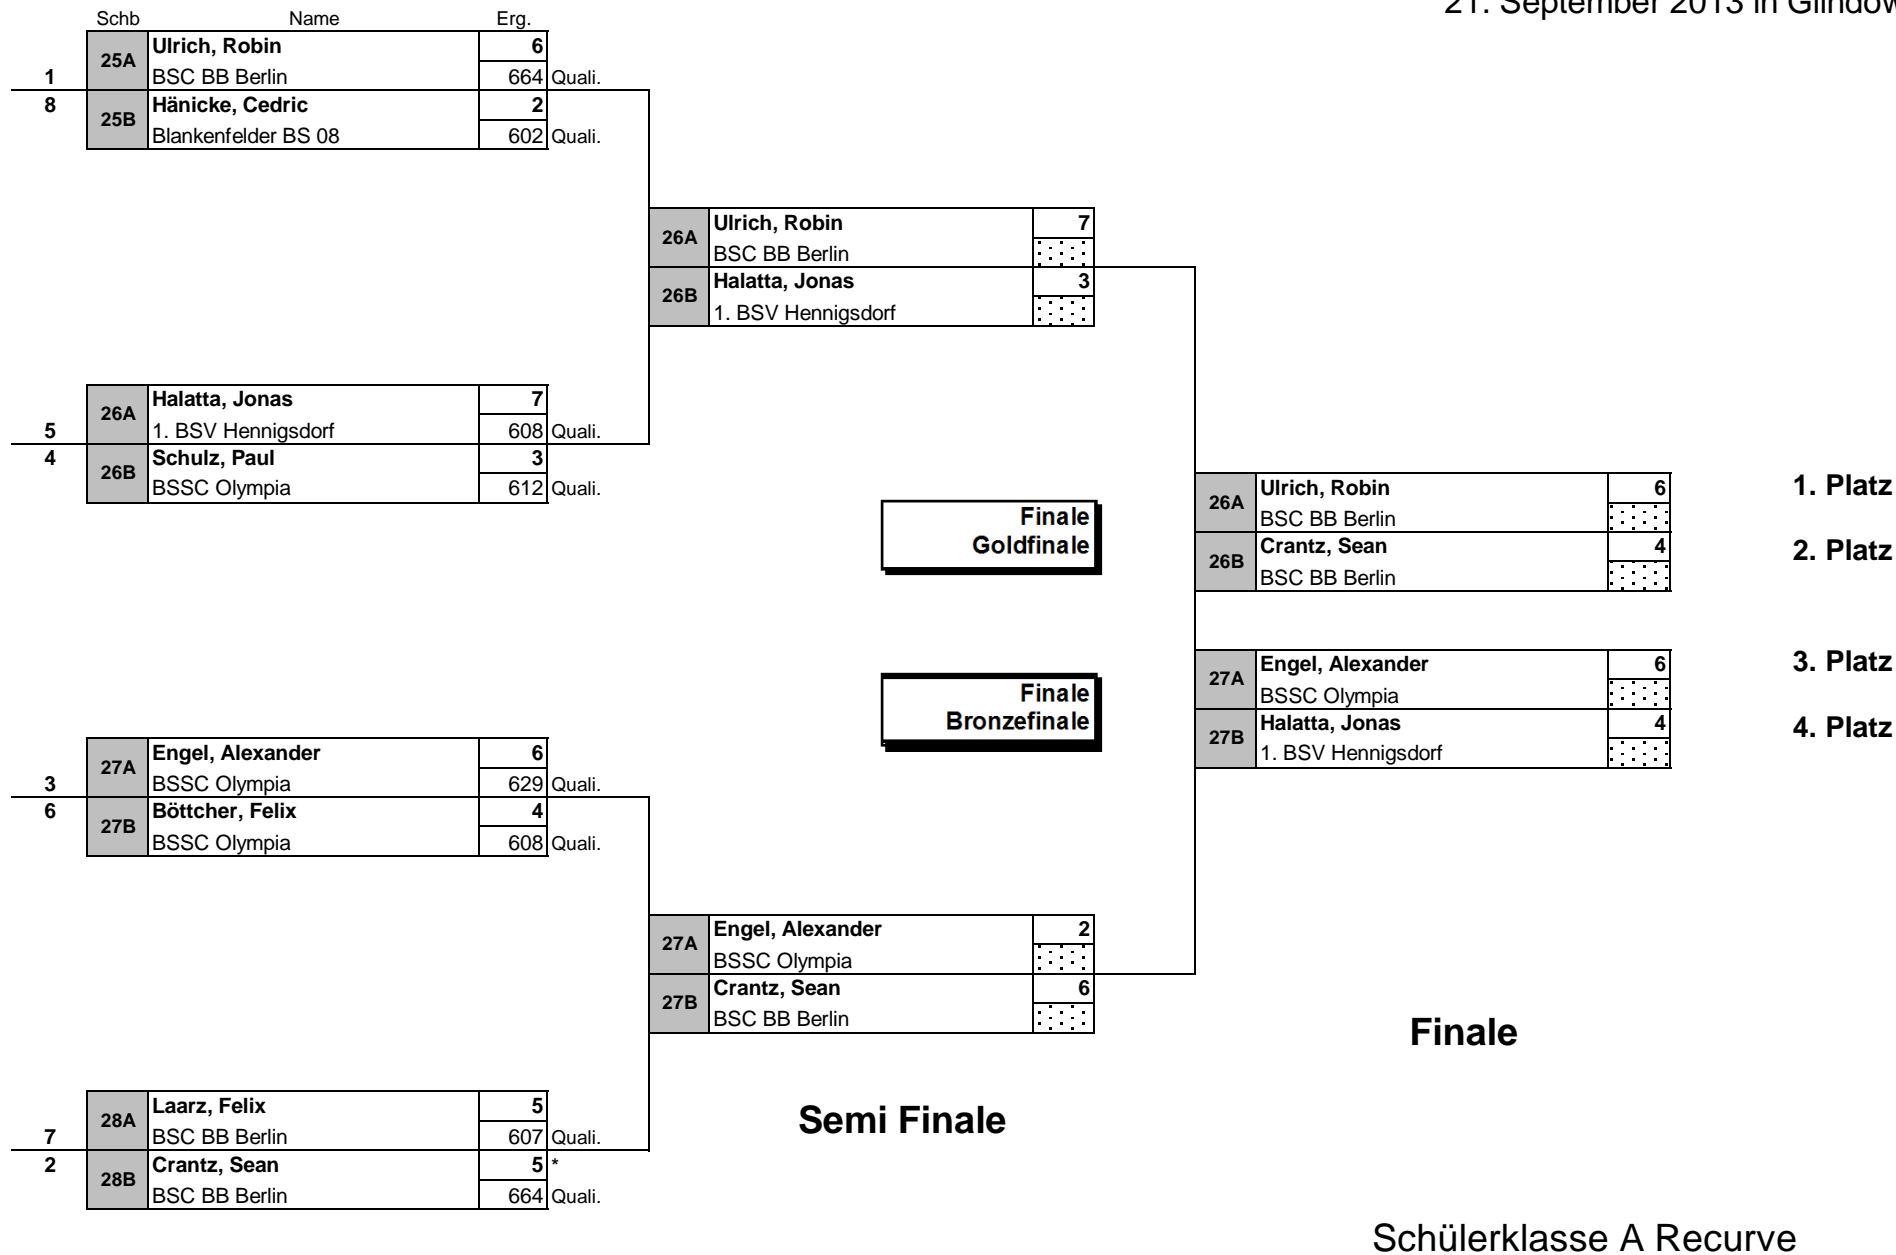 21. September 2013 in Glindow
Schb Name Erg.
25A Ulrich, Robin 6
1 BSC BB Berlin 664 Quali.
8 25B Hänicke, Cedric 2
Blankenfelder BS 08 602 Quali.
26A Ulrich, Robin 7
BSC BB Berlin
26B Halatta, Jonas 3
1. BSV Hennigsdorf
26A Halatta, Jonas 7
5 1. BSV Hennigsdorf 608 Quali.
4 26B Schulz, Paul 3
BSSC Olympia 612 Quali.
Finale
Goldfinale
26A Ulrich, Robin 6 1. Platz
BSC BB Berlin
26B Crantz, Sean 4 2. Platz
BSC BB Berlin
Finale
Bronzefinale
27A Engel, Alexander 6 3. Platz
BSSC Olympia
27B Halatta, Jonas 4 4. Platz
1. BSV Hennigsdorf
27A Engel, Alexander 6
3 BSSC Olympia 629 Quali.
6 27B Böttcher, Felix 4
BSSC Olympia 608 Quali.
27A Engel, Alexander 2
BSSC Olympia
27B Crantz, Sean 6
BSC BB Berlin
Finale
28A Laarz, Felix 5
7 BSC BB Berlin 607 Quali.
2 28B Crantz, Sean 5 *
BSC BB Berlin 664 Quali.
Semi Finale
Schülerklasse A Recurve